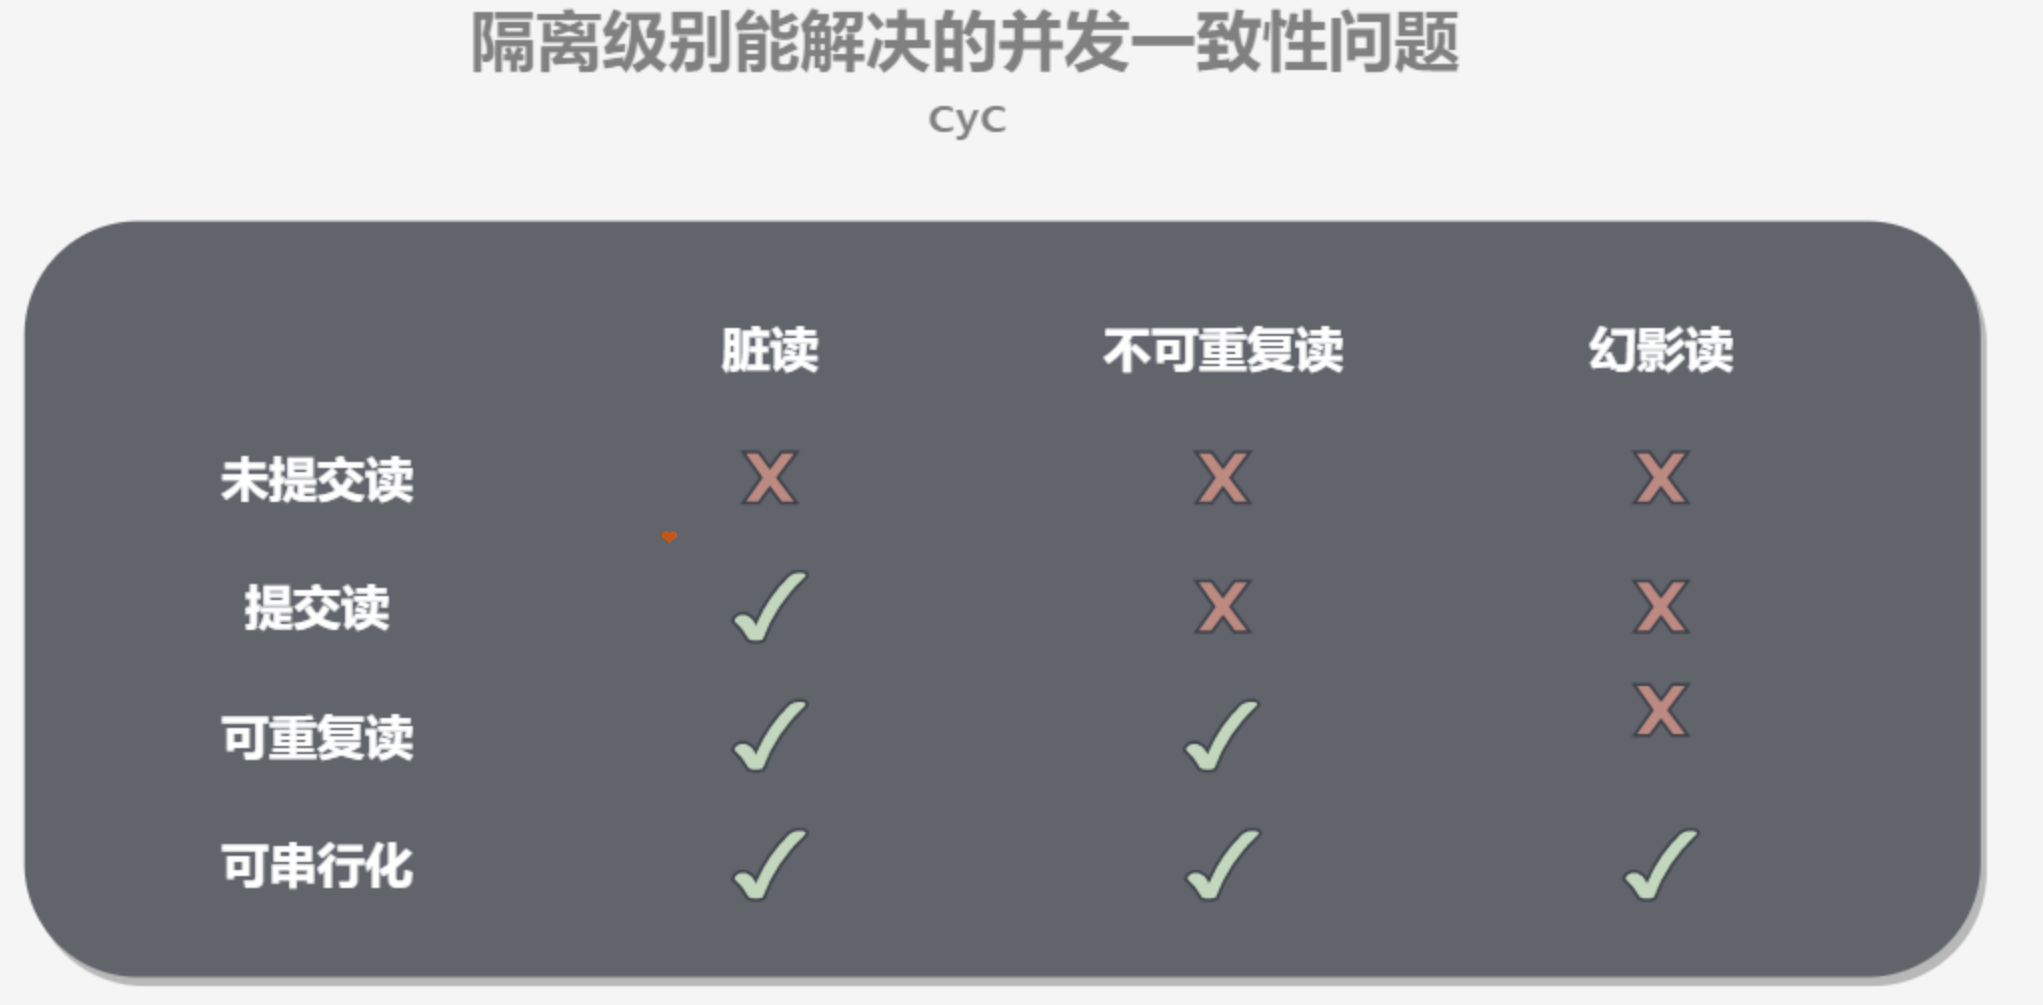 隔离级别能解决的并发一致性问题
CyC
脏读 不可重复读 幻影读
未提交读 X X X
提交读 ✓ X X
可重复读 ✓ ✓ X
可串行化 ✓ ✓ ✓